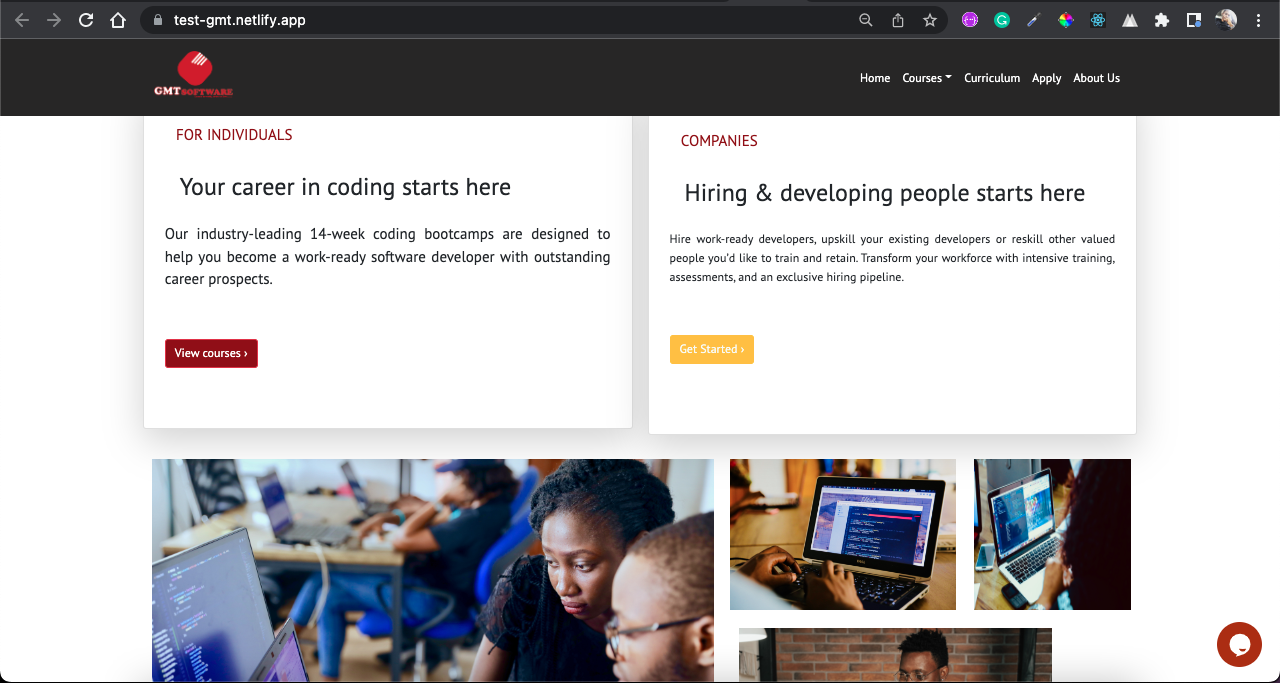 test-gmt.netlify.app
GMTSOFTWARE
Home Courses Curriculum Apply About Us
FOR INDIVIDUALS
Your career in coding starts here
Our industry-leading 14-week coding bootcamps are designed to
help you become a work-ready software developer with outstanding
career prospects.
View courses ›
COMPANIES
Hiring & developing people starts here
Hire work-ready developers, upskill your existing developers or reskill other valued
people you'd like to train and retain. Transform your workforce with intensive training,
assessments, and an exclusive hiring pipeline.
Get Started ›